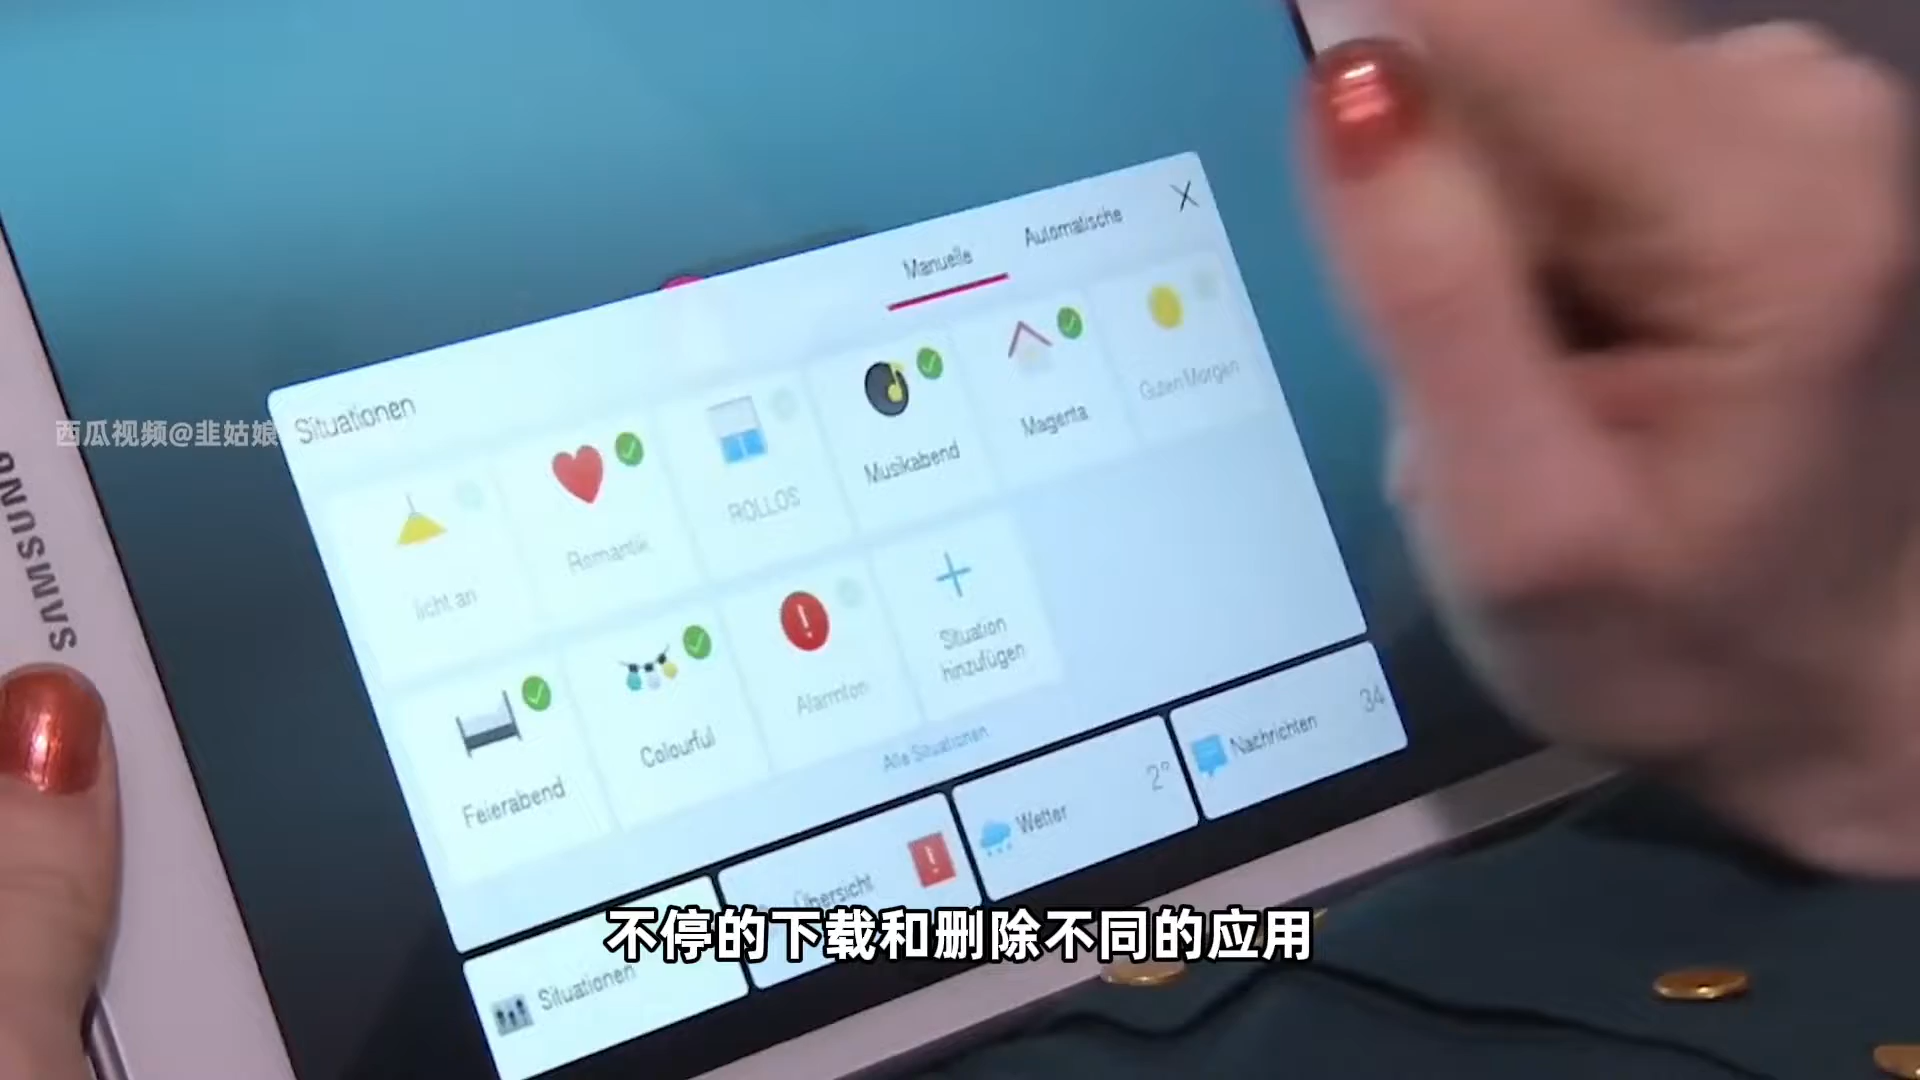 Automatische
Manuelle
Situationen
西瓜视频@韭姑娘
SAMSUNG
licht an
Romantik
ROLLOS
Musikabend
Magenta
Guten Morgen
Feierabend
Colourful
Alarmton
Situation
hinzufügen
Alle Situationen
Situationen
Übersicht
Wetter 2°
Nachrichten 34
不停的下载和删除不同的应用